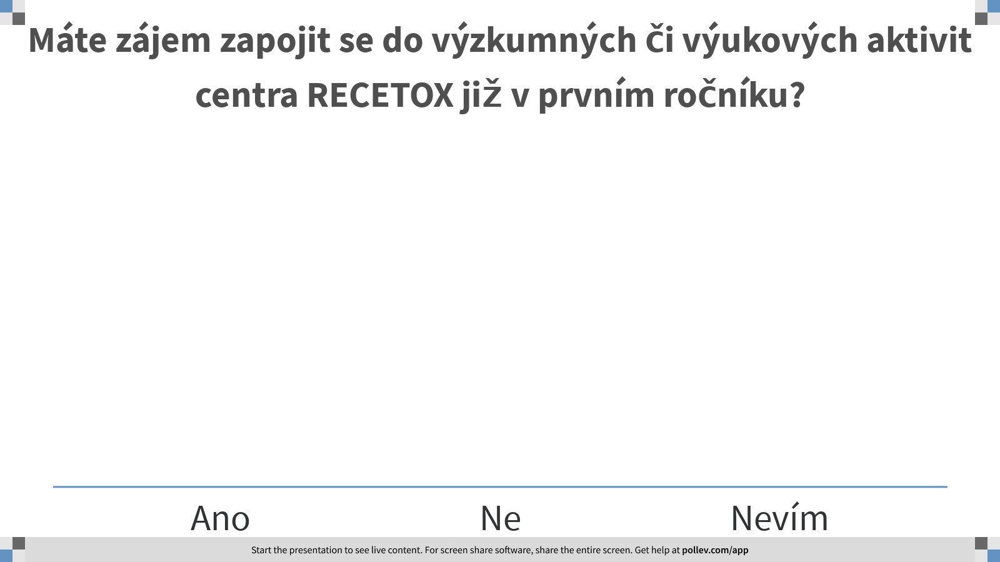 Máte zájem zapojit se do výzkumných či výukových aktivit
centra RECETOX již v prvním ročníku?
Ano Ne Nevím
Start the presentation to see live content. For screen share software, share the entire screen. Get help at pollev.com/app